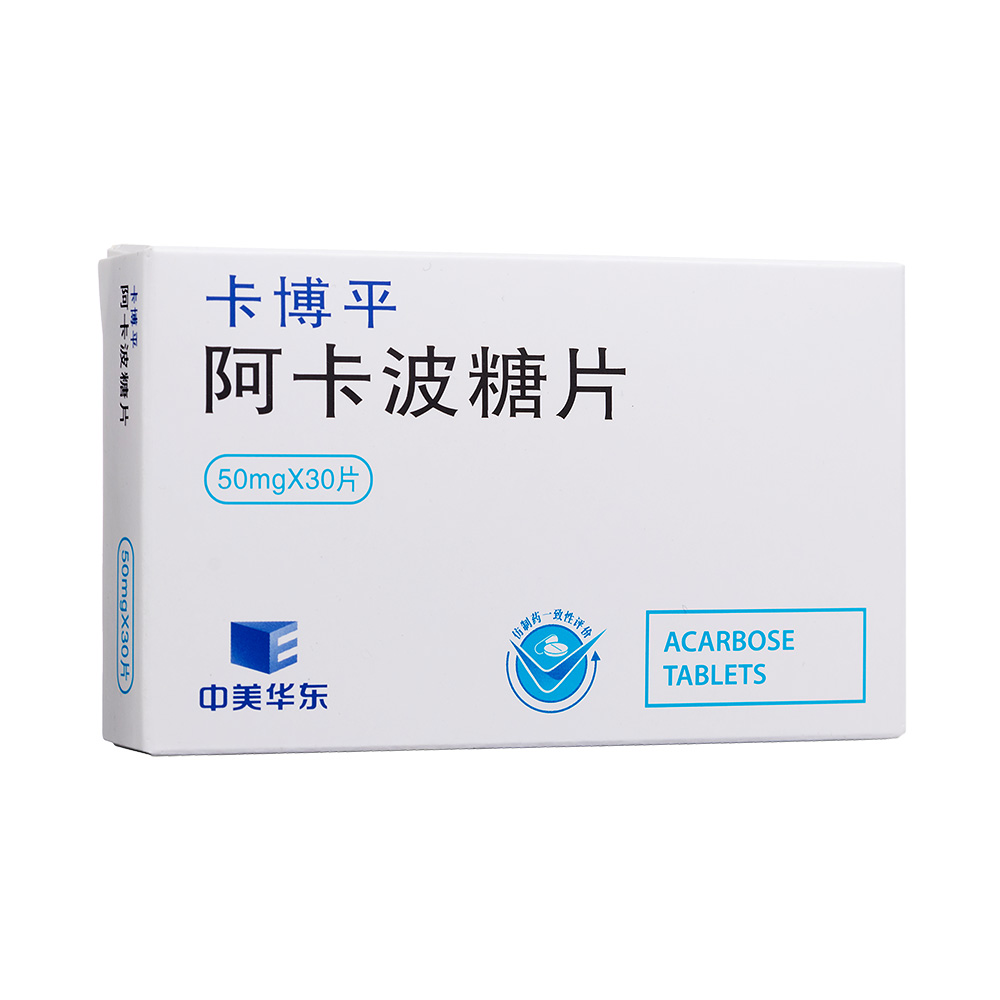 卡博平
阿卡波糖片
50mgX30片
中美华东
仿制药一致性评价
ACARBOSE
TABLETS
卡博平
阿卡波糖片
50mgX30片